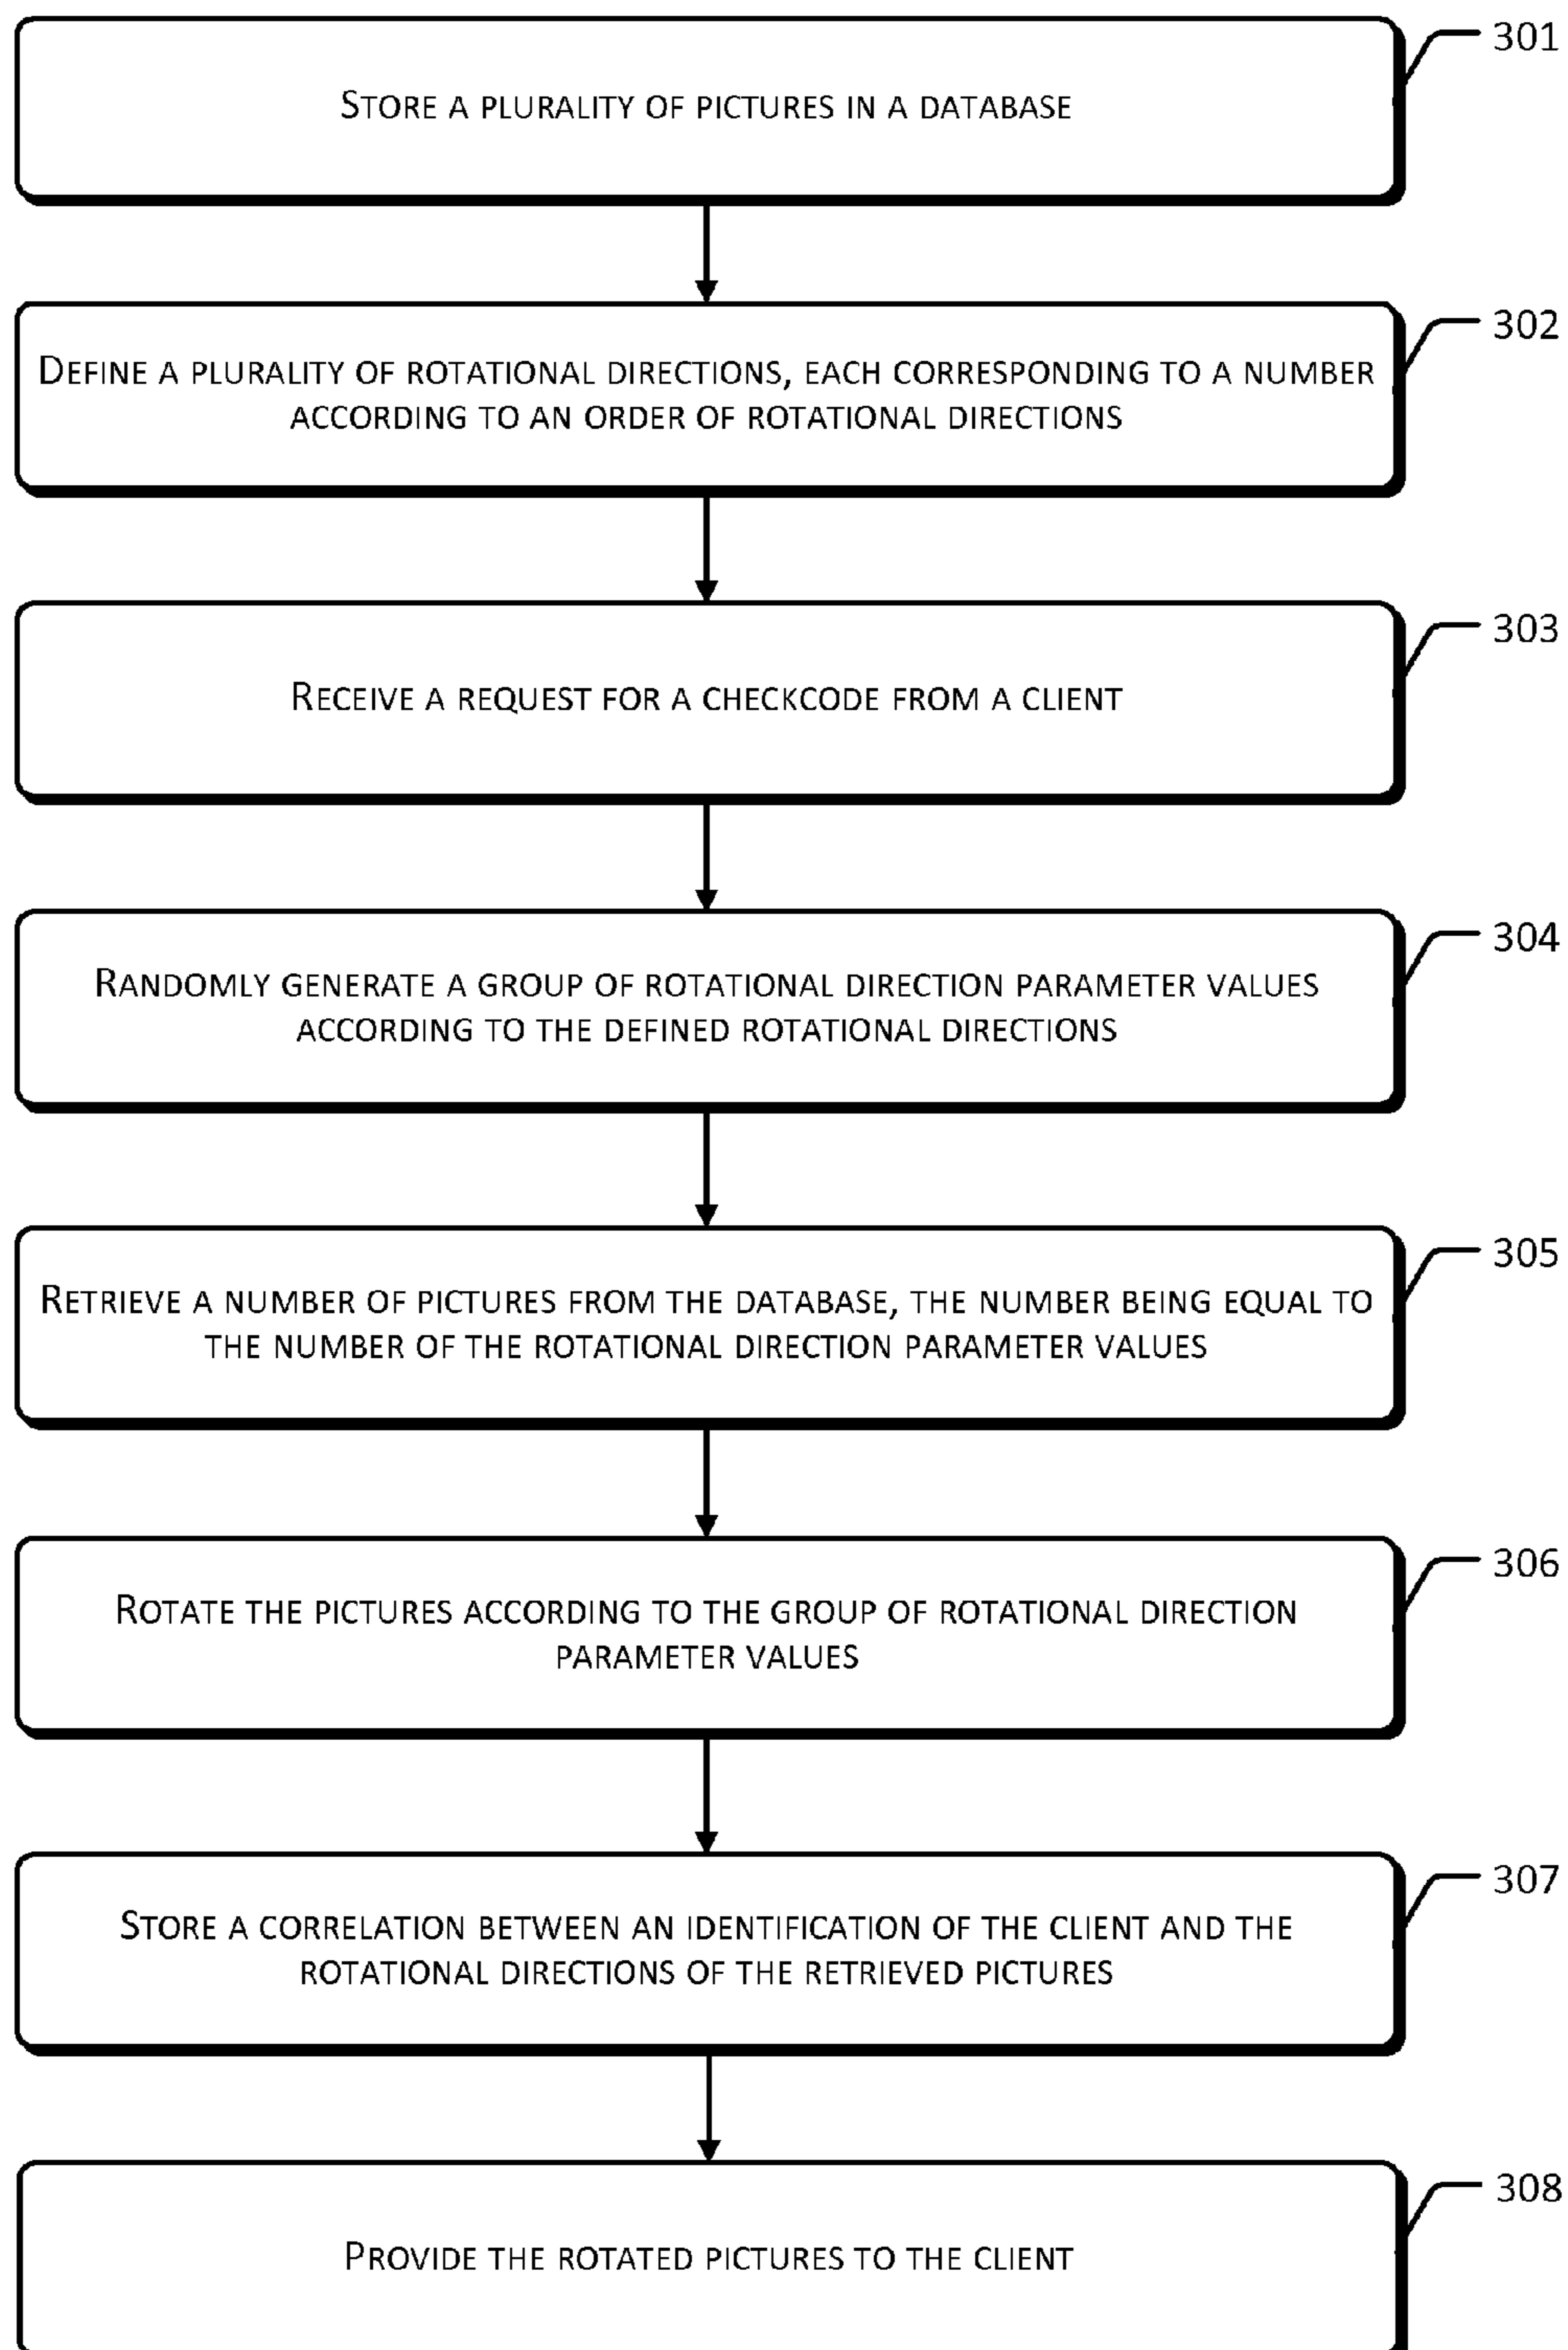 301
STORE A PLURALITY OF PICTURES IN A DATABASE
302
DEFINE A PLURALITY OF ROTATIONAL DIRECTIONS, EACH CORRESPONDING TO A NUMBER
ACCORDING TO AN ORDER OF ROTATIONAL DIRECTIONS
303
RECEIVE A REQUEST FOR A CHECKCODE FROM A CLIENT
304
RANDOMLY GENERATE A GROUP OF ROTATIONAL DIRECTION PARAMETER VALUES
ACCORDING TO THE DEFINED ROTATIONAL DIRECTIONS
305
RETRIEVE A NUMBER OF PICTURES FROM THE DATABASE, THE NUMBER BEING EQUAL TO
THE NUMBER OF THE ROTATIONAL DIRECTION PARAMETER VALUES
306
ROTATE THE PICTURES ACCORDING TO THE GROUP OF ROTATIONAL DIRECTION
PARAMETER VALUES
307
STORE A CORRELATION BETWEEN AN IDENTIFICATION OF THE CLIENT AND THE
ROTATIONAL DIRECTIONS OF THE RETRIEVED PICTURES
308
PROVIDE THE ROTATED PICTURES TO THE CLIENT